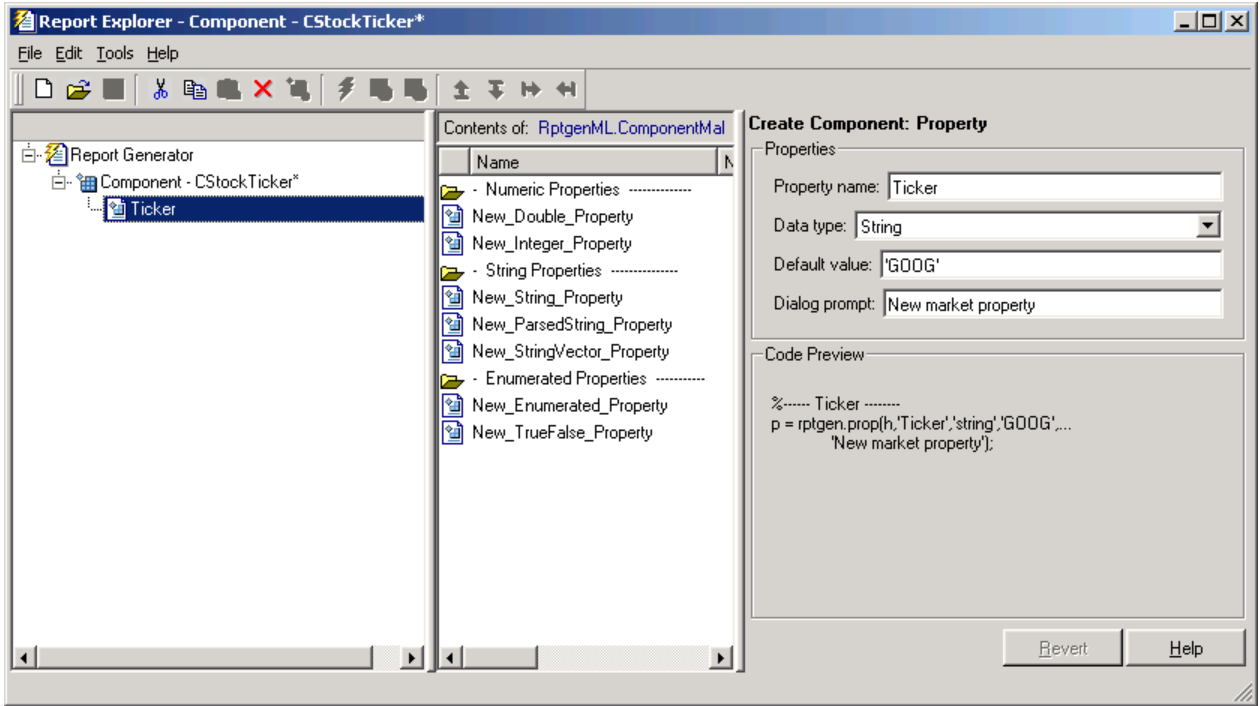 Report Explorer - Component - CStockTicker*
File Edit Tools Help
Report Generator
Component - CStockTicker*
Ticker
Contents of: RptgenML.ComponentMal
Name N
- Numeric Properties -------------
New_Double_Property
New_Integer_Property
- String Properties --------------
New_String_Property
New_ParsedString_Property
New_StringVector_Property
- Enumerated Properties ----------
New_Enumerated_Property
New_TrueFalse_Property
Create Component: Property
Properties
Property name: Ticker
Data type: String
Default value: 'GOOG'
Dialog prompt: New market property
Code Preview
%------ Ticker --------
p = rptgen.prop(h,'Ticker','string','GOOG',...
'New market property');
Revert Help